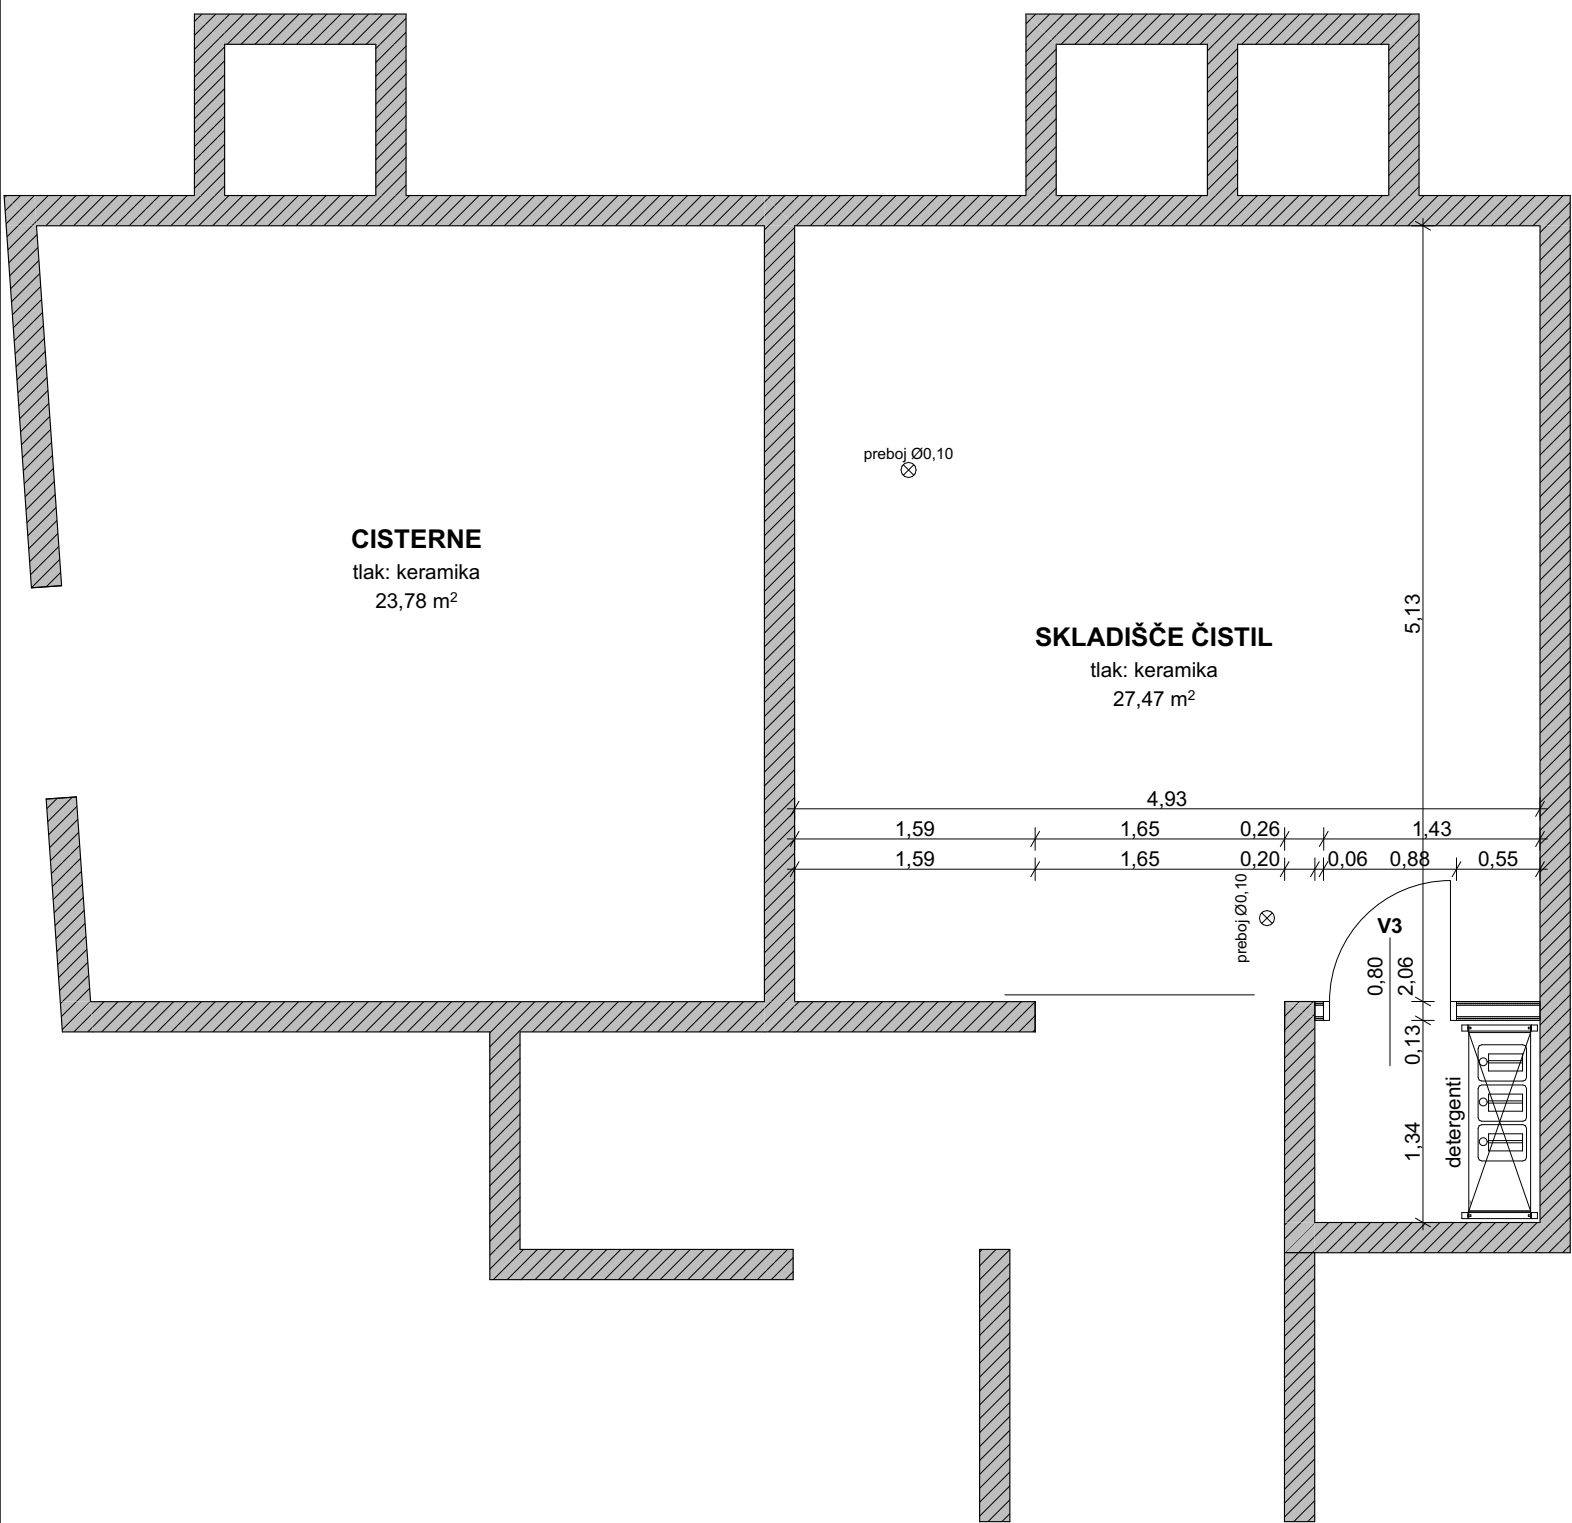 preboj Ø0,10
CISTERNE
tlak: keramika
23,78 m²
5,13
SKLADIŠČE ČISTIL
tlak: keramika
27,47 m²
4,93
1,59 1,65 0,26 1,43
1,59 1,65 0,20 0,06 0,88 0,55
preboj Ø0,10
V3
0,80
2,06
0,13
1,34
detergenti